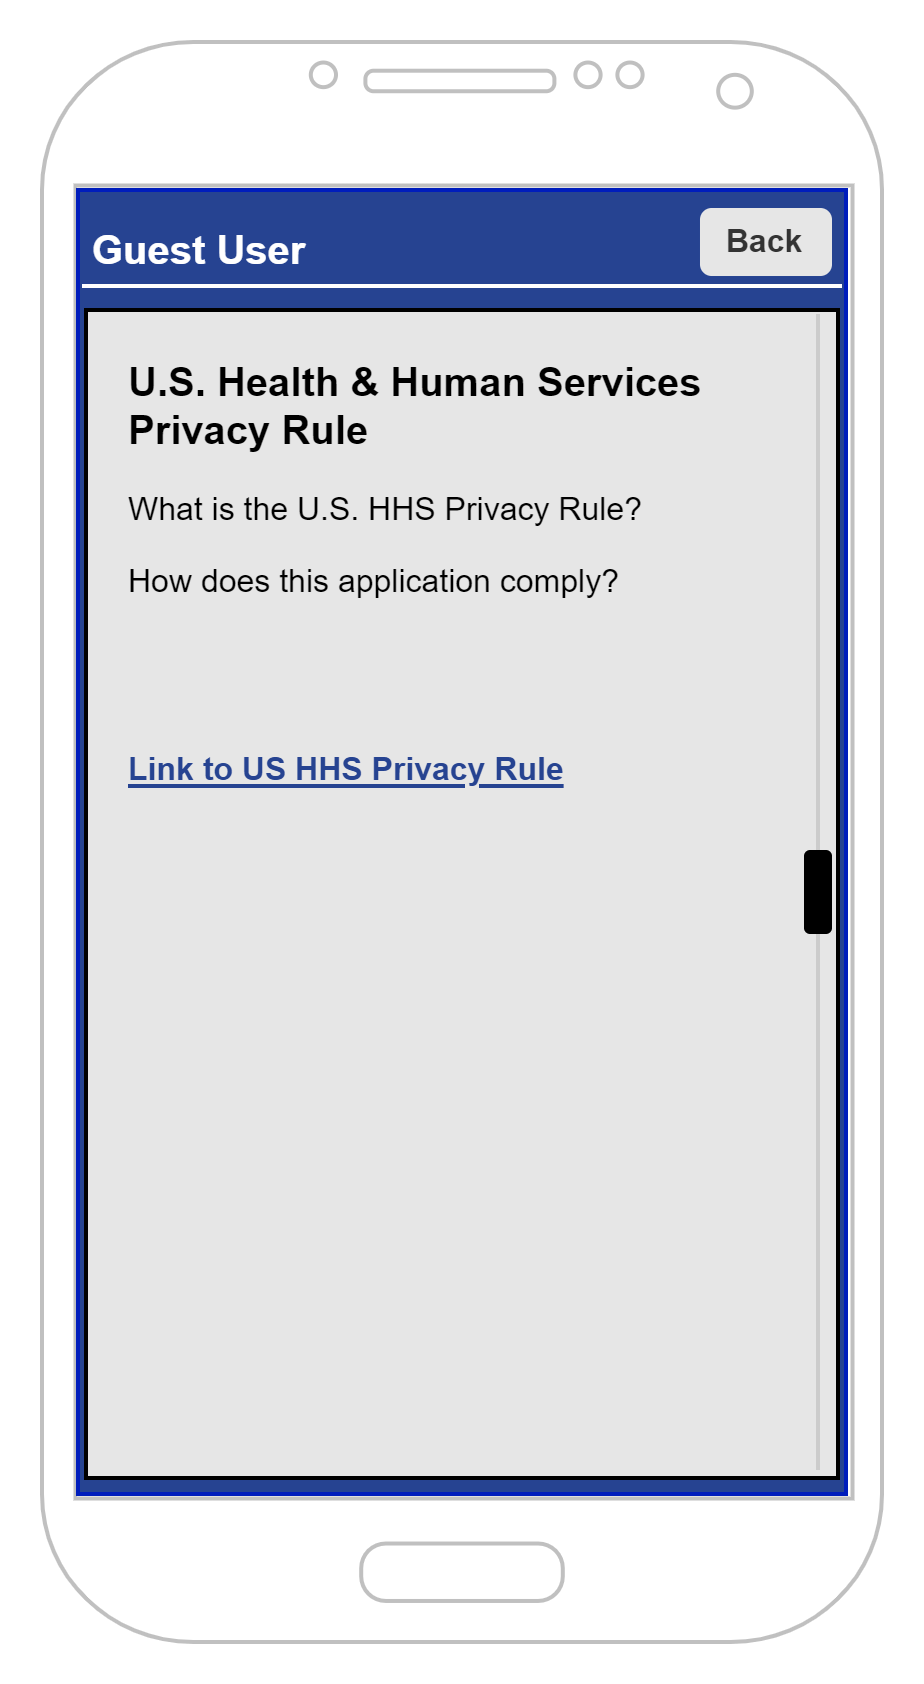 Guest User
Back
U.S. Health & Human Services
Privacy Rule
What is the U.S. HHS Privacy Rule?
How does this application comply?
Link to US HHS Privacy Rule